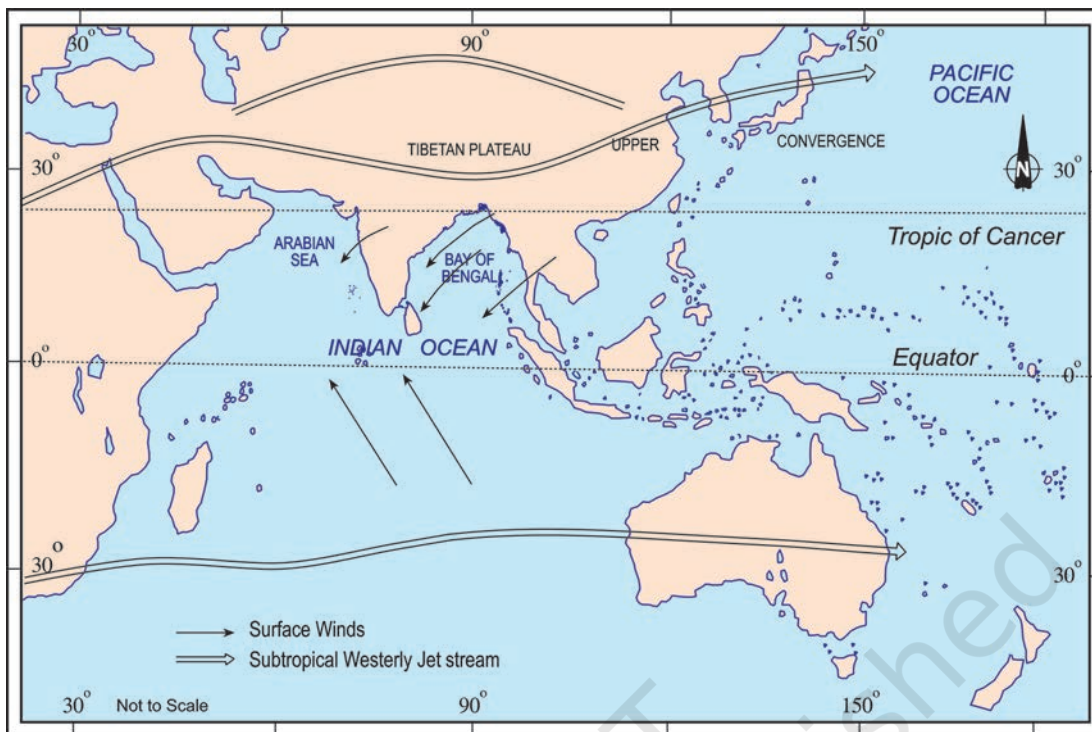 30° 90° 150°
PACIFIC
OCEAN
N
TIBETAN PLATEAU UPPER CONVERGENCE
30° 30°
ARABIAN
SEA
BAY OF
BENGAL
Tropic of Cancer
INDIAN OCEAN
Equator
0° 0°
30° 30°
Surface Winds
Subtropical Westerly Jet stream
30° Not to Scale 90° 150°